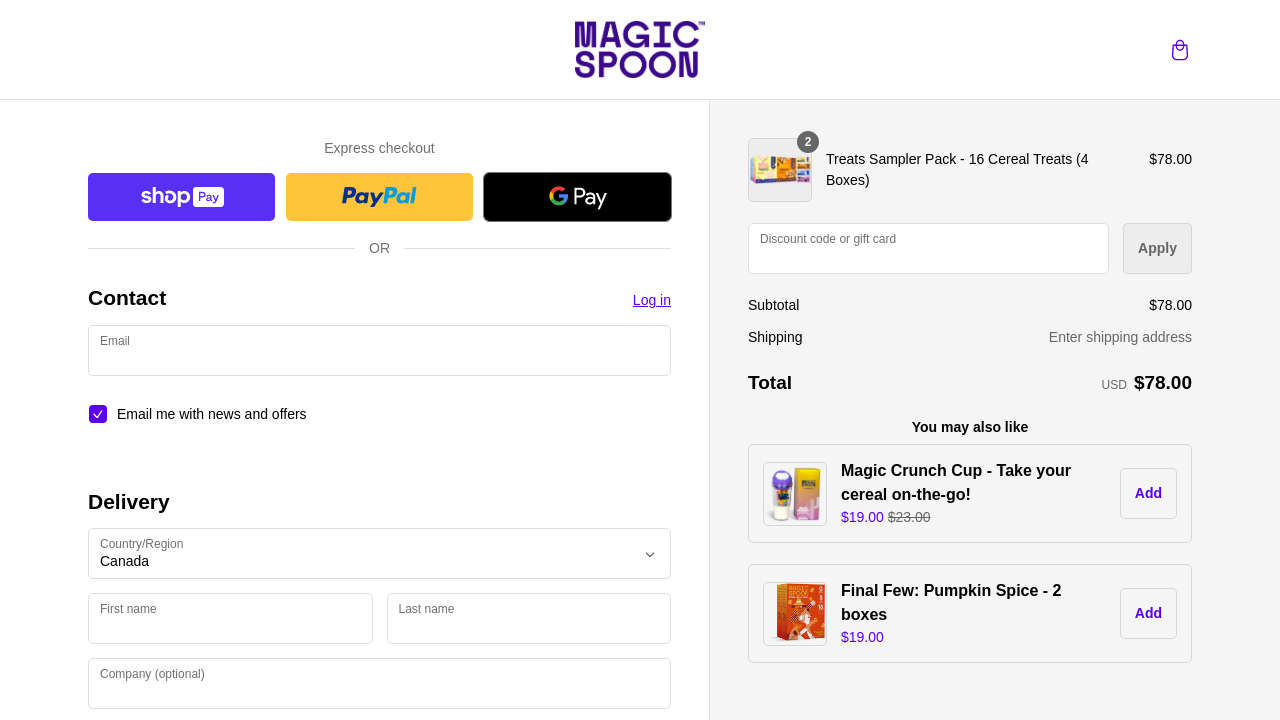 MAGIC™
SPOON
Express checkout
shop Pay
PayPal
G Pay
OR
Contact
Log in
Email
Email me with news and offers
Delivery
Country/Region
Canada
First name
Last name
Company (optional)
2
Treats Sampler Pack - 16 Cereal Treats (4
Boxes)
$78.00
Discount code or gift card
Apply
Subtotal
$78.00
Shipping
Enter shipping address
Total
USD $78.00
You may also like
Magic Crunch Cup - Take your
cereal on-the-go!
$19.00 $23.00
Add
MAGIC
SPOON
Final Few: Pumpkin Spice - 2
boxes
$19.00
Add